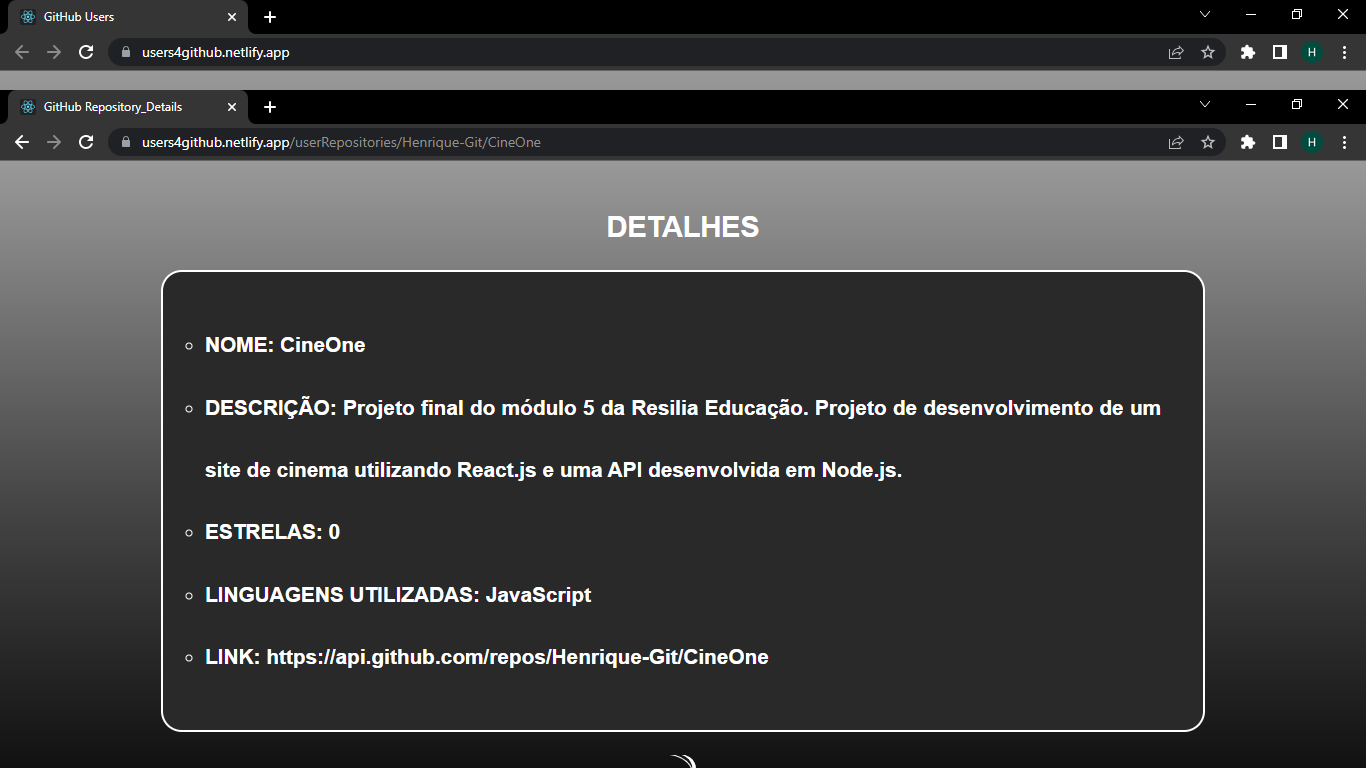 GitHub Users
users4github.netlify.app
H
GitHub Repository_Details
users4github.netlify.app/userRepositories/Henrique-Git/CineOne
H
DETALHES
NOME: CineOne
DESCRIÇÃO: Projeto final do módulo 5 da Resilia Educação. Projeto de desenvolvimento de um
site de cinema utilizando React.js e uma API desenvolvida em Node.js.
ESTRELAS: 0
LINGUAGENS UTILIZADAS: JavaScript
LINK: https://api.github.com/repos/Henrique-Git/CineOne